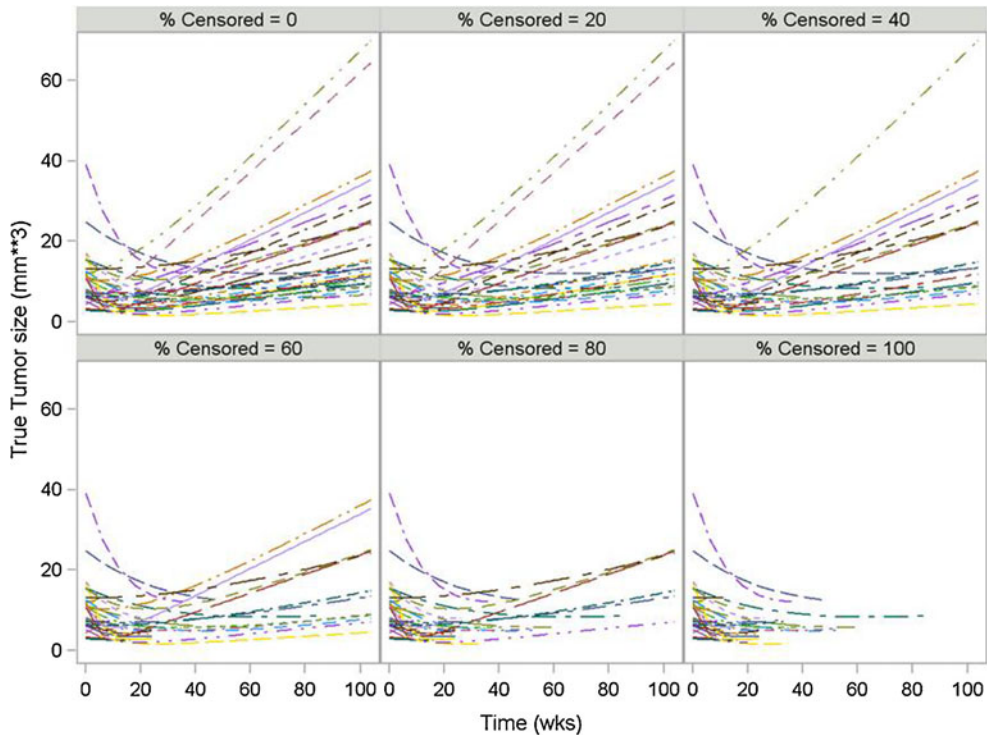 % Censored = 0
% Censored = 20
% Censored = 40
60
40
20
0
% Censored = 60
% Censored = 80
% Censored = 100
60
40
20
0
True Tumor size (mm**3)
0 20 40 60 80 100
0 20 40 60 80 100
0 20 40 60 80 100
Time (wks)